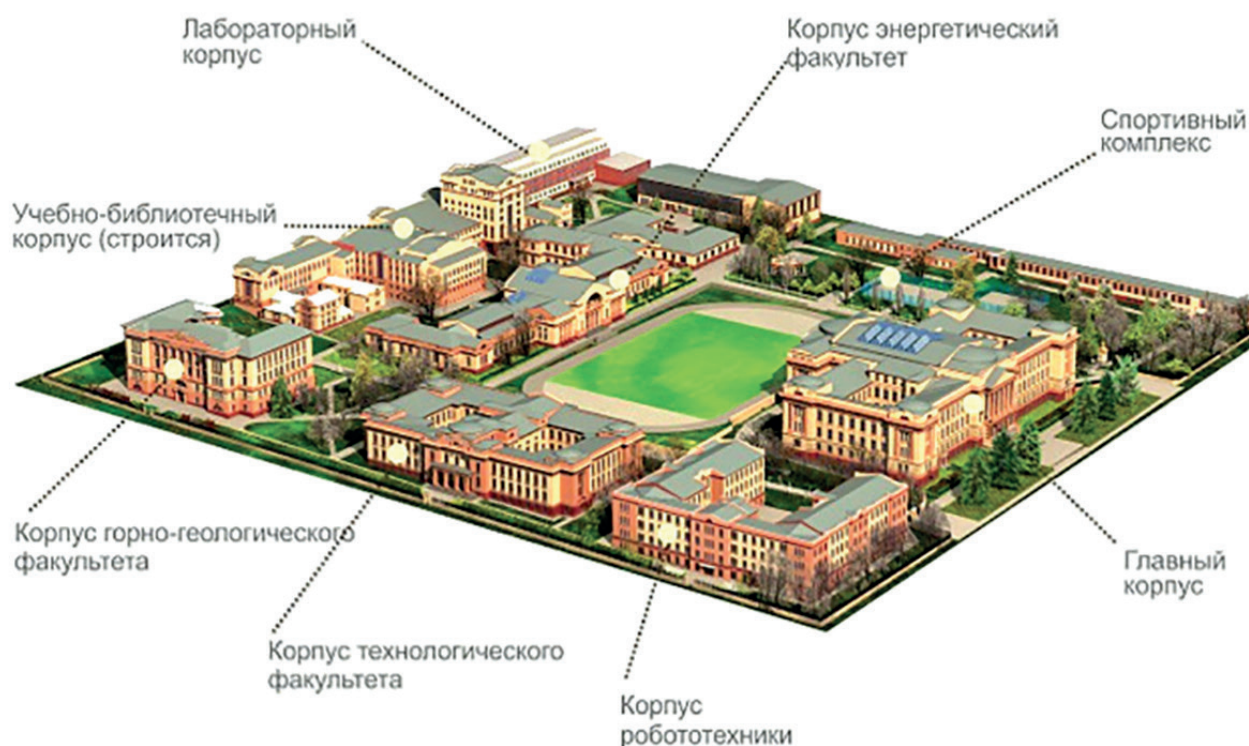 Лабораторный
корпус
Корпус энергетический
факультет
Спортивный
комплекс
Учебно-библиотечный
корпус (строится)
Корпус горно-геологического
факультета
Главный
корпус
Корпус технологического
факультета
Корпус
робототехники